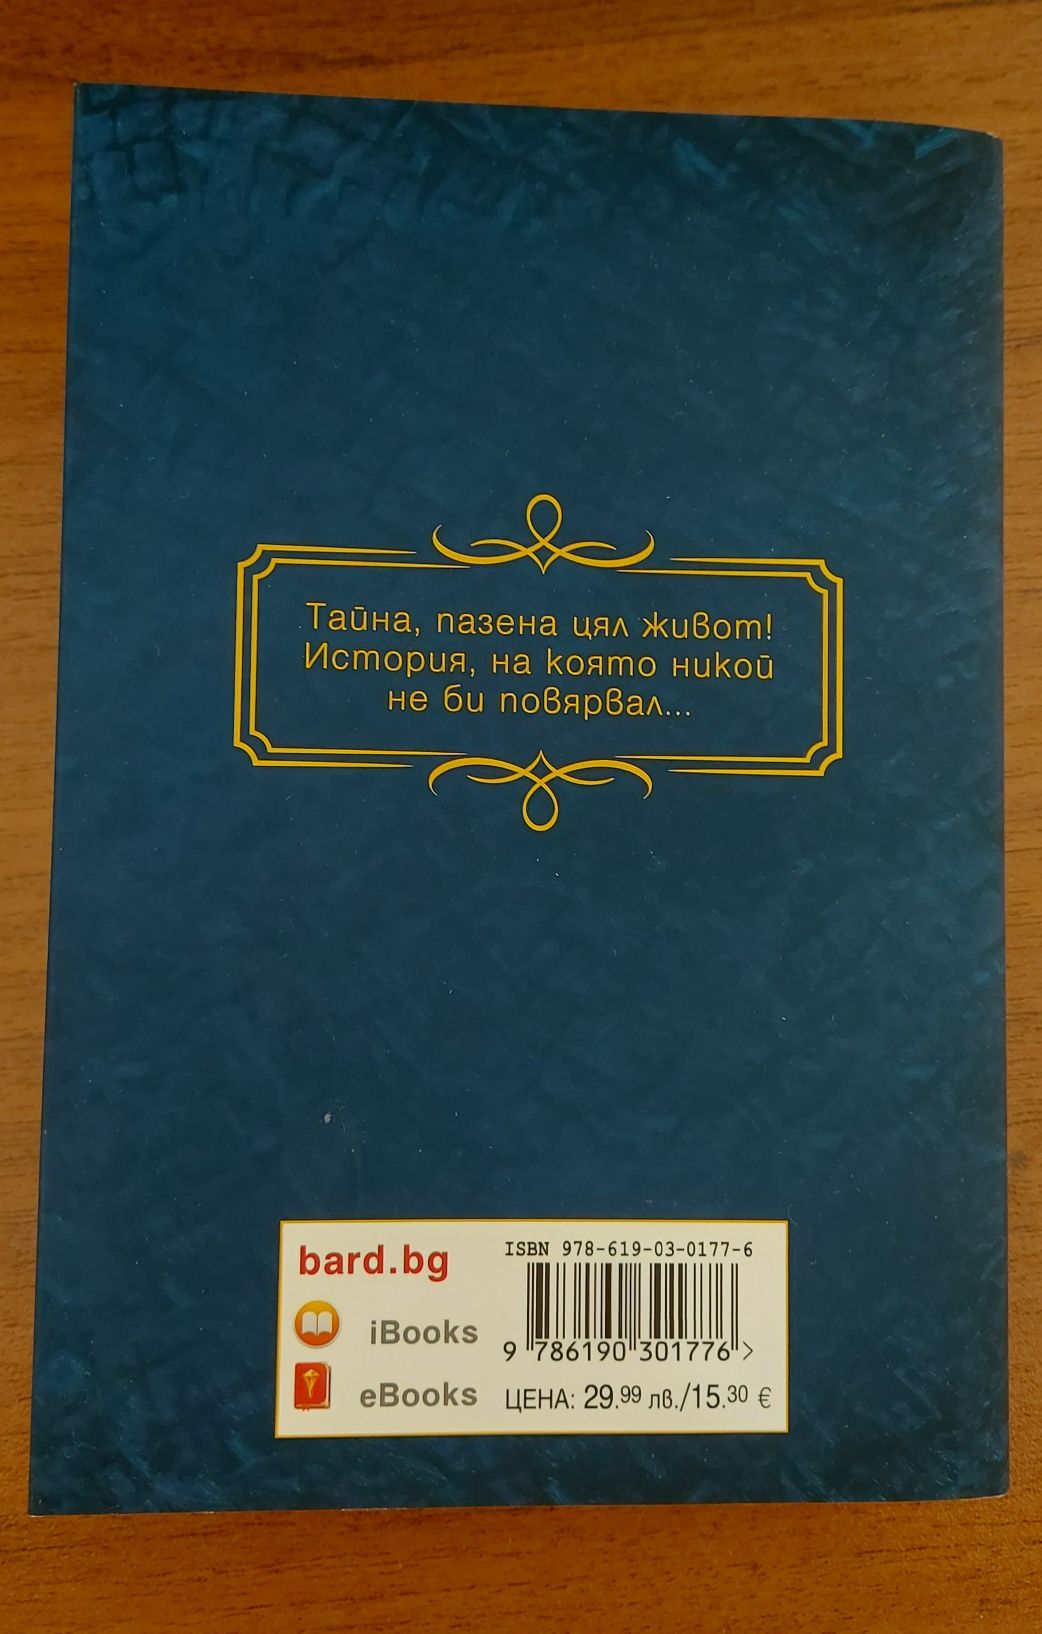 Тайна, пазена цял живот!
История, на която никой
не би повярвал...
bard.bg
iBooks
eBooks
ISBN 978-619-03-0177-6
9 786190 301776 >
ЦЕНА: 29.99 лв./15.30 €